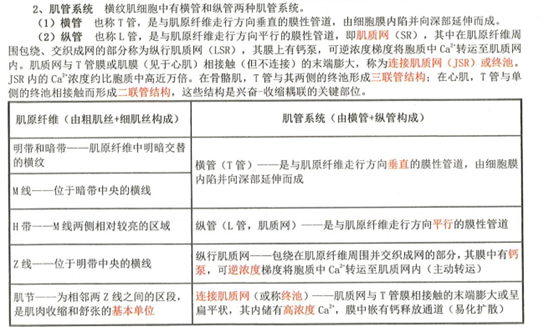 2、肌管系统 横纹肌细胞中有横管和纵管两种肌管系统。
(1)横管 也称T管，是与肌原纤维走行方向垂直的膜性管道，由细胞膜内陷并向深部延伸而成。
(2)纵管 也称L管，是与肌原纤维走行方向平行的膜性管道，即肌质网（SR），其中在肌原纤维周
围包绕、交织成网的部分称为纵行肌质网（LSR），其膜上有钙泵，可逆浓度梯度将胞质中Ca²⁺转运至肌质网
内。肌质网与T管膜或肌膜（见于心肌）相接触（但不连接）的末端膨大，称为连接肌质网（JSR）或终池。
JSR内的Ca²⁺浓度约比胞质中高近万倍。在骨骼肌，T管与其两侧的终池形成三联管结构；在心肌，T管与单
侧的终池相接触而形成二联管结构，这些结构是兴奋-收缩耦联的关键部位。
肌原纤维（由粗肌丝+细肌丝构成）
肌管系统（由横管+纵管构成）
明带和暗带——肌原纤维中明暗交替
的横纹
横管（T管）——是与肌原纤维走行方向垂直的膜性管道，由细胞膜
内陷并向深部延伸而成
M线——位于暗带中央的横线
H带——M线两侧相对较亮的区域
纵管（L管，肌质网）——是与肌原纤维走行方向平行的膜性管道
Z线——位于明带中央的横线
纵行肌质网——包绕在肌原纤维周围并交织成网的部分，其膜中有钙
泵，可逆浓度梯度将胞质中Ca²⁺转运至肌质网内（主动转运）
肌节——为相邻两Z线之间的区段，
是肌肉收缩和舒张的基本单位
连接肌质网（或称终池）——肌质网与T管膜相接触的末端膨大或呈
扁平状，其内储有高浓度Ca²⁺，膜中嵌有钙释放通道（易化扩散）